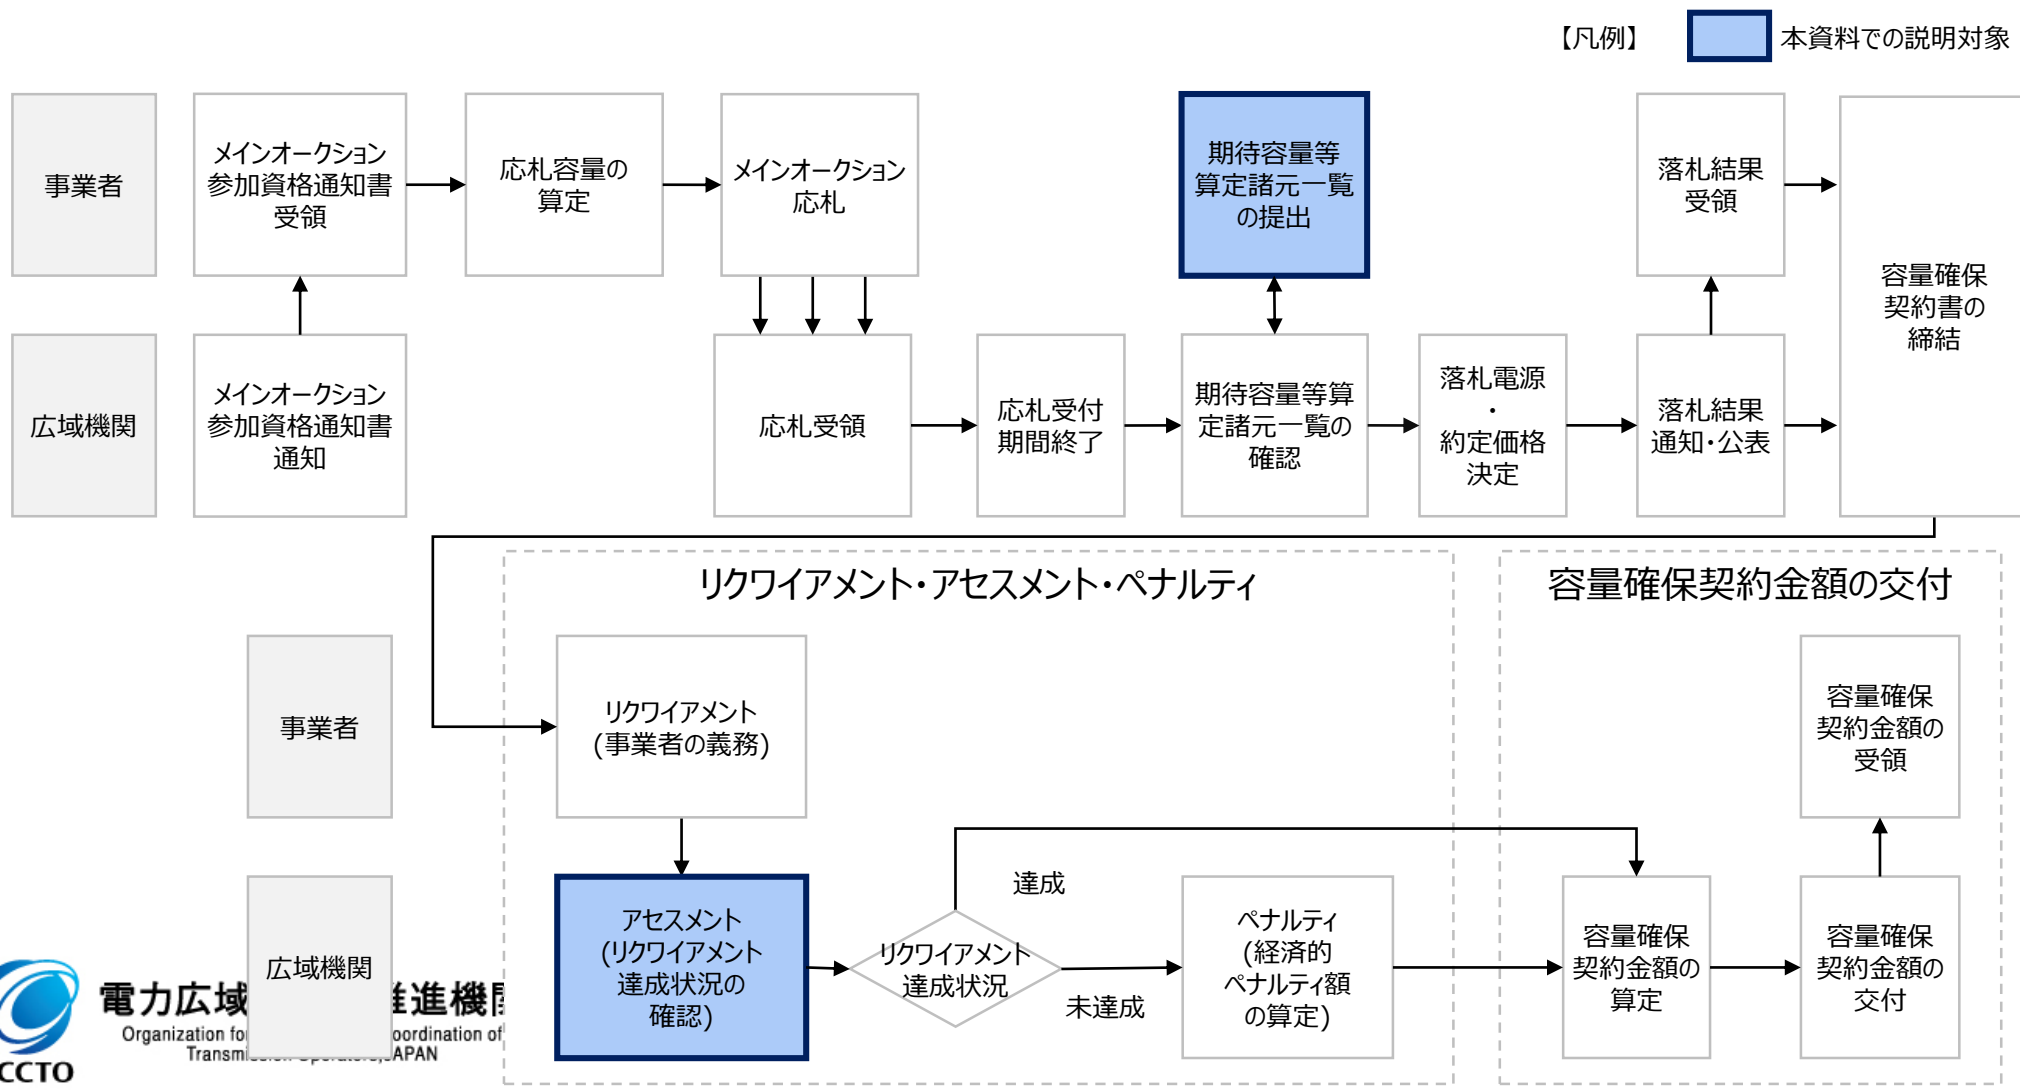 【凡例】
本資料での説明対象
事業者
メインオークション
参加資格通知書
受領
応札容量の
算定
メインオークション
応札
期待容量等
算定諸元一覧
の提出
落札結果
受領
容量確保
契約書の
締結
広域機関
メインオークション
参加資格通知書
通知
応札受領
応札受付
期間終了
期待容量等算
定諸元一覧の
確認
落札電源
・
約定価格
決定
落札結果
通知・公表
リクワイアメント・アセスメント・ペナルティ
容量確保契約金額の交付
事業者
リクワイアメント
(事業者の義務)
容量確保
契約金額の
受領
広域機関
アセスメント
(リクワイアメント
達成状況の
確認)
リクワイアメント
達成状況
達成
未達成
ペナルティ
(経済的
ペナルティ額
の算定)
容量確保
契約金額の
算定
容量確保
契約金額の
交付
電力広域 進機
Organization for oordination of
Transm APAN
CCTO